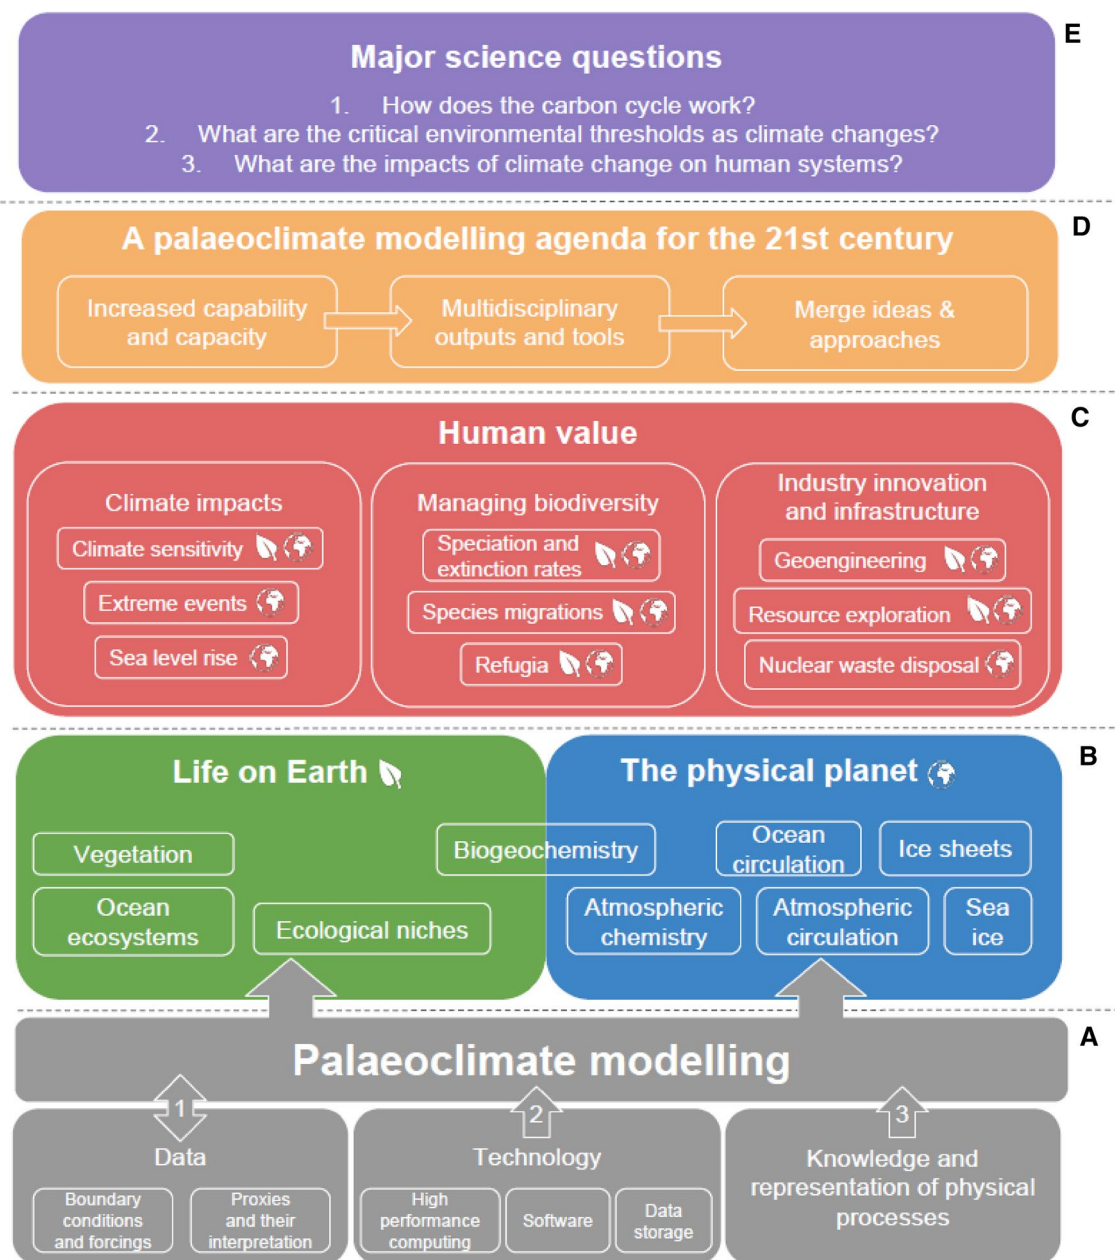 E
Major science questions
1. How does the carbon cycle work?
2. What are the critical environmental thresholds as climate changes?
3. What are the impacts of climate change on human systems?
D
A palaeoclimate modelling agenda for the 21st century
Increased capability
and capacity
Multidisciplinary
outputs and tools
Merge ideas &
approaches
C
Human value
Climate impacts
Climate sensitivity
Extreme events
Sea level rise
Managing biodiversity
Speciation and
extinction rates
Species migrations
Refugia
Industry innovation
and infrastructure
Geoengineering
Resource exploration
Nuclear waste disposal
B
Life on Earth
Vegetation
Ocean
ecosystems
Ecological niches
Biogeochemistry
The physical planet
Ocean
circulation
Ice sheets
Atmospheric
chemistry
Atmospheric
circulation
Sea
ice
A
Palaeoclimate modelling
1
Data
Boundary
conditions
and forcings
Proxies
and their
interpretation
2
Technology
High
performance
computing
Software
Data
storage
3
Knowledge and
representation of physical
processes